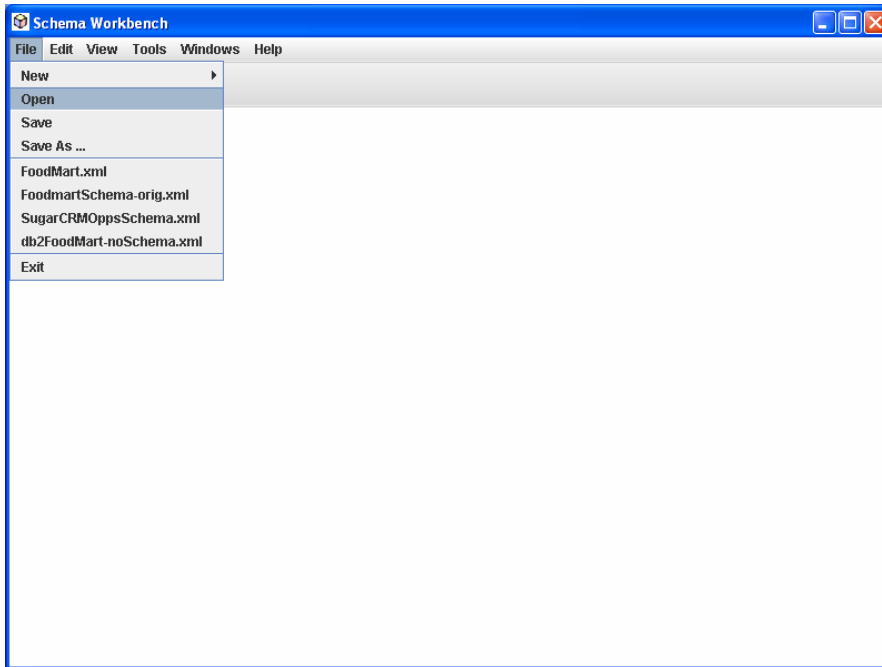 Schema Workbench
File Edit View Tools Windows Help
New
Open
Save
Save As ...
FoodMart.xml
FoodmartSchema-orig.xml
SugarCRMOppsSchema.xml
db2FoodMart-noSchema.xml
Exit